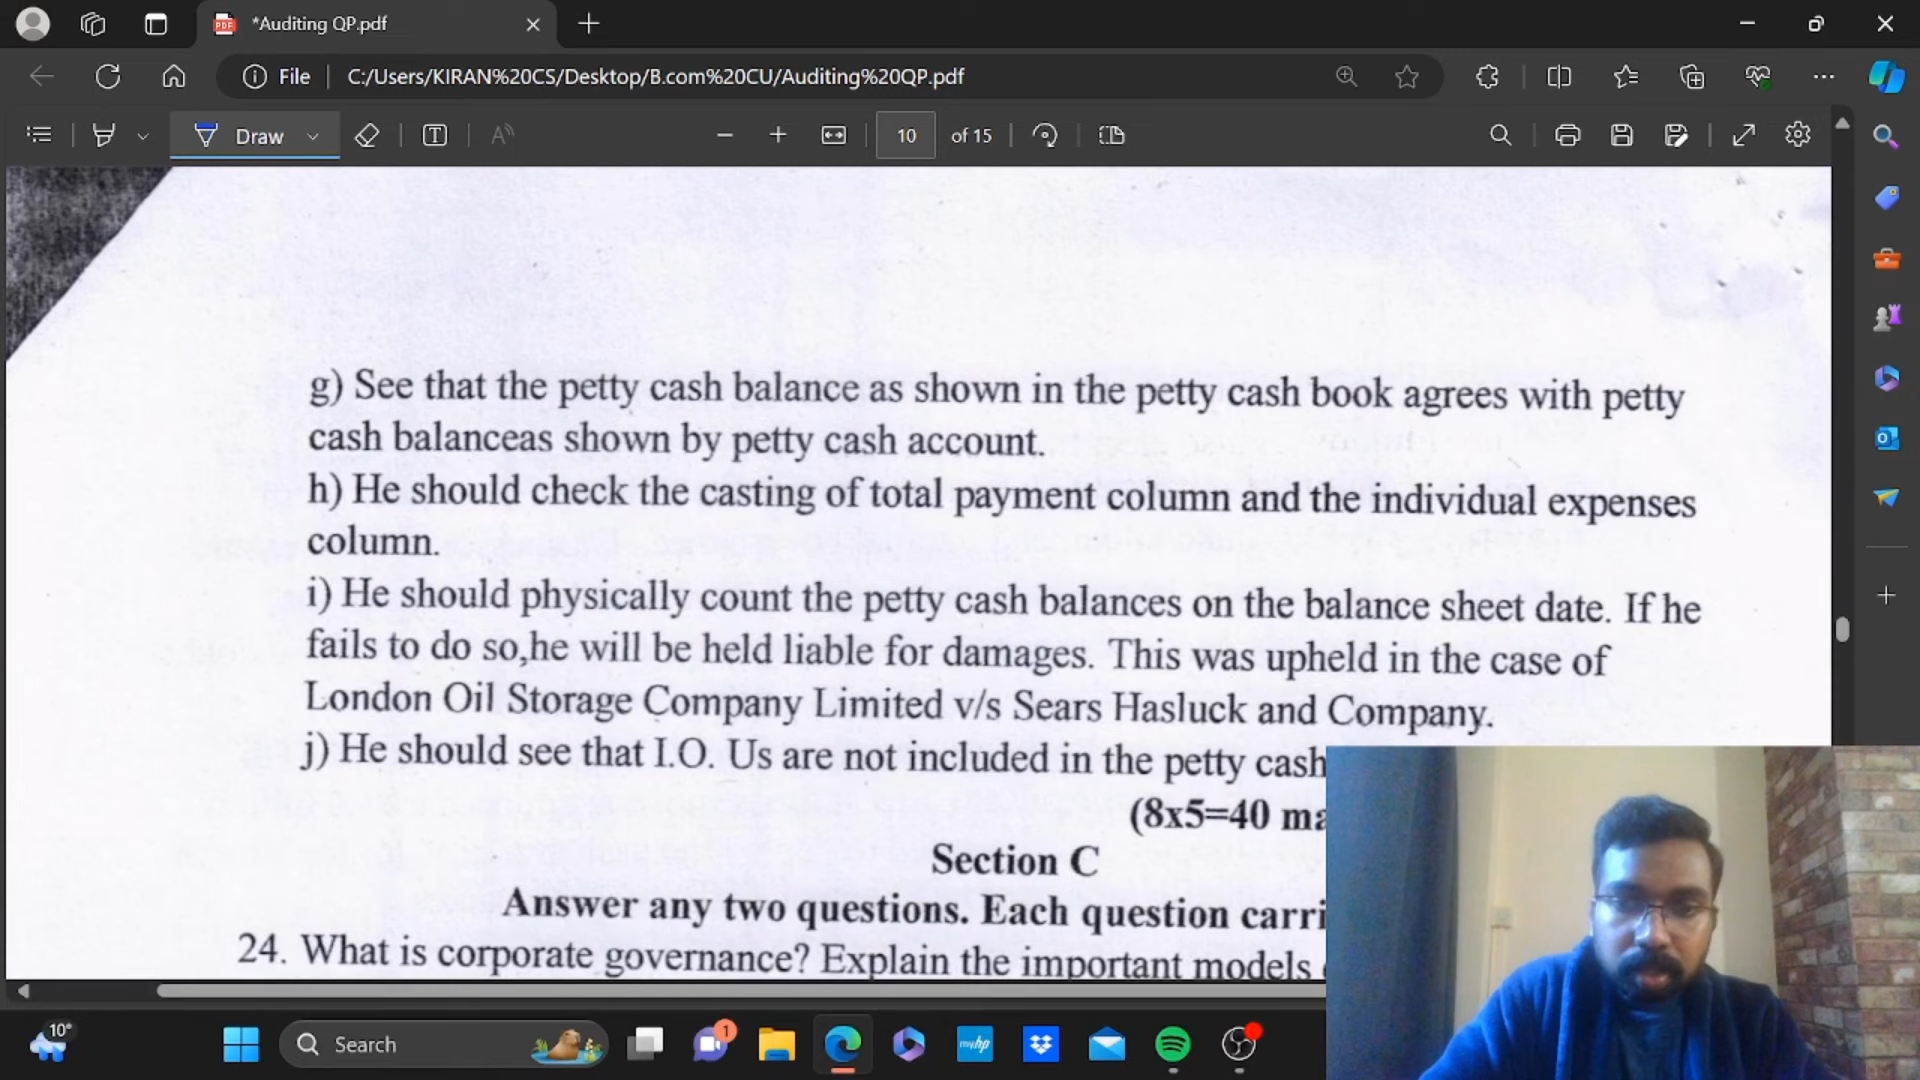 *Auditing QP.pdf
File
C:/Users/KIRAN%20CS/Desktop/B.com%20CU/Auditing%20QP.pdf
Draw
10 of 15
g) See that the petty cash balance as shown in the petty cash book agrees with petty
cash balanceas shown by petty cash account.
h) He should check the casting of total payment column and the individual expenses
column.
i) He should physically count the petty cash balances on the balance sheet date. If he
fails to do so,he will be held liable for damages. This was upheld in the case of
London Oil Storage Company Limited v/s Sears Hasluck and Company.
j) He should see that I.O. Us are not included in the petty cash
(8x5=40 ma
Section C
Answer any two questions. Each question carri
24. What is corporate governance? Explain the important models
10°
Search
1
myhp